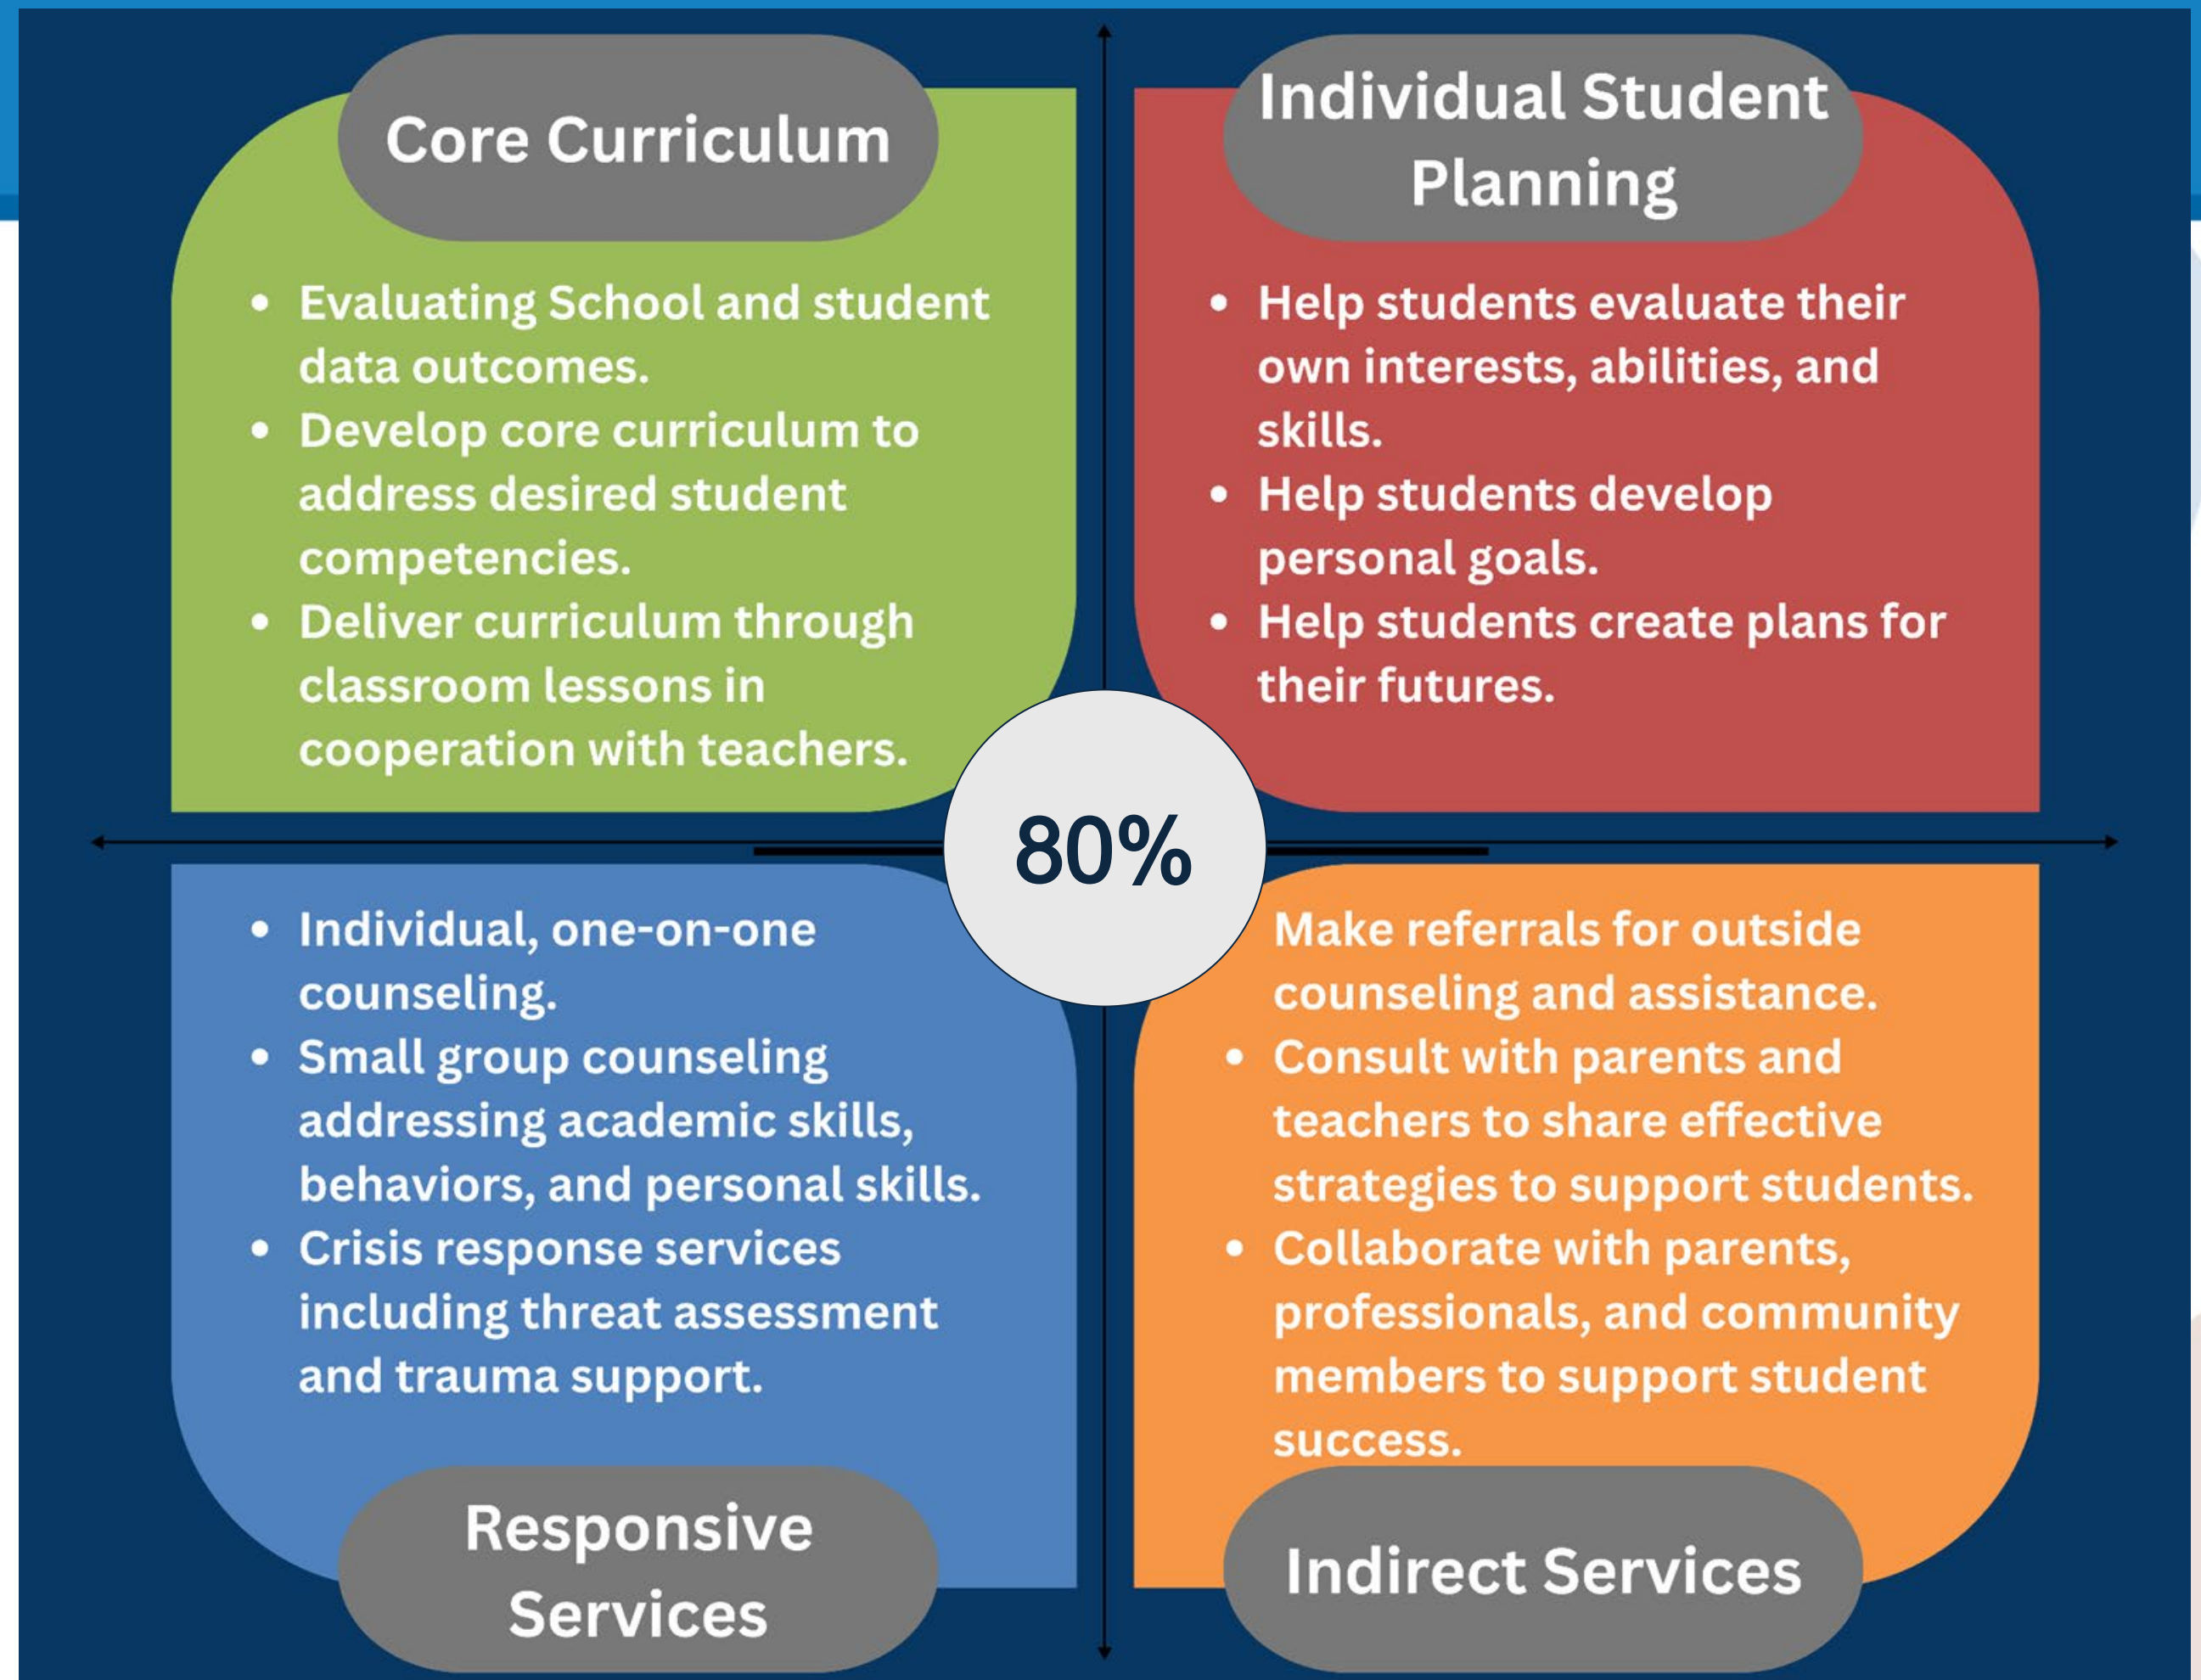 Core Curriculum
• Evaluating School and student
data outcomes.
• Develop core curriculum to
address desired student
competencies.
• Deliver curriculum through
classroom lessons in
cooperation with teachers.
Individual Student
Planning
• Help students evaluate their
own interests, abilities, and
skills.
• Help students develop
personal goals.
• Help students create plans for
their futures.
80%
• Individual, one-on-one
counseling.
• Small group counseling
addressing academic skills,
behaviors, and personal skills.
• Crisis response services
including threat assessment
and trauma support.
Responsive
Services
Make referrals for outside
counseling and assistance.
• Consult with parents and
teachers to share effective
strategies to support students.
• Collaborate with parents,
professionals, and community
members to support student
success.
Indirect Services